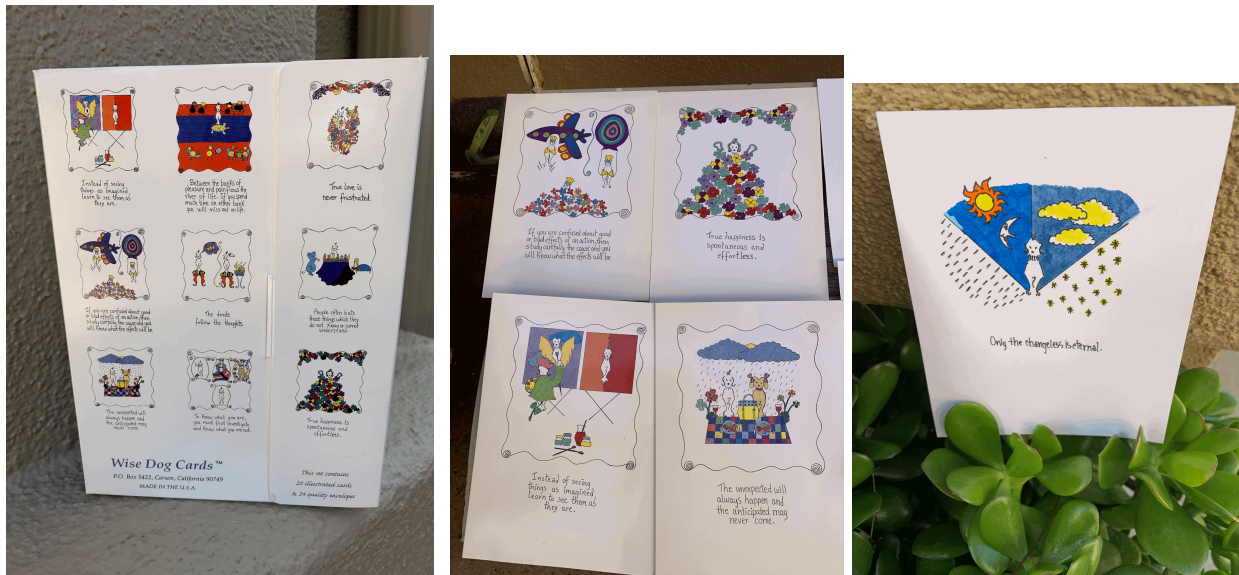 Instead of seeing
things as imagined,
learn to see them as
they are.
Between the banks of
pleasure and pain flows the
river of life. If you spend
much time on either bank
you will miss out on life.
True love is
never frustrated.
If you are confused about good
or bad effects of an action, then
study carefully the cause and you
will know what the effects will be.
The deeds
follow the thoughts
People often hate
those things which they
do not know or cannot
understand.
The unexpected will
always happen and
the anticipated may
never come.
To know what you are,
you must first investigate
and know what you are not.
True happiness is
spontaneous and
effortless.
Wise Dog Cards™
P.O. Box 5422, Carson, California 90749
MADE IN THE U.S.A.
This set contains
20 illustrated cards
& 24 quality envelopes
If you are confused about good
or bad effects of an action, then
study carefully the cause and you
will know what the effects will be.
True happiness is
spontaneous and
effortless.
Instead of seeing
things as imagined,
learn to see them as
they are.
The unexpected will
always happen and
the anticipated may
never come.
Only the changeless is eternal.